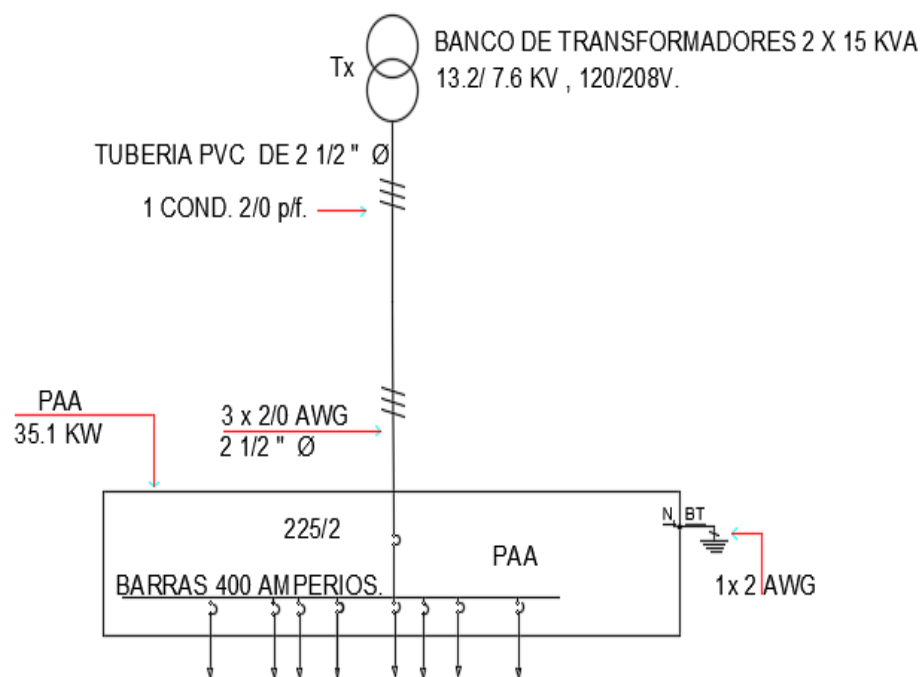 BANCO DE TRANSFORMADORES 2 X 15 KVA
Tx
13.2/ 7.6 KV , 120/208V.
TUBERIA PVC DE 2 1/2 " Ø
1 COND. 2/0 p/f.
PAA
35.1 KW
3 x 2/0 AWG
2 1/2 " Ø
225/2
N
BT
PAA
BARRAS 400 AMPERIOS.
1x 2 AWG